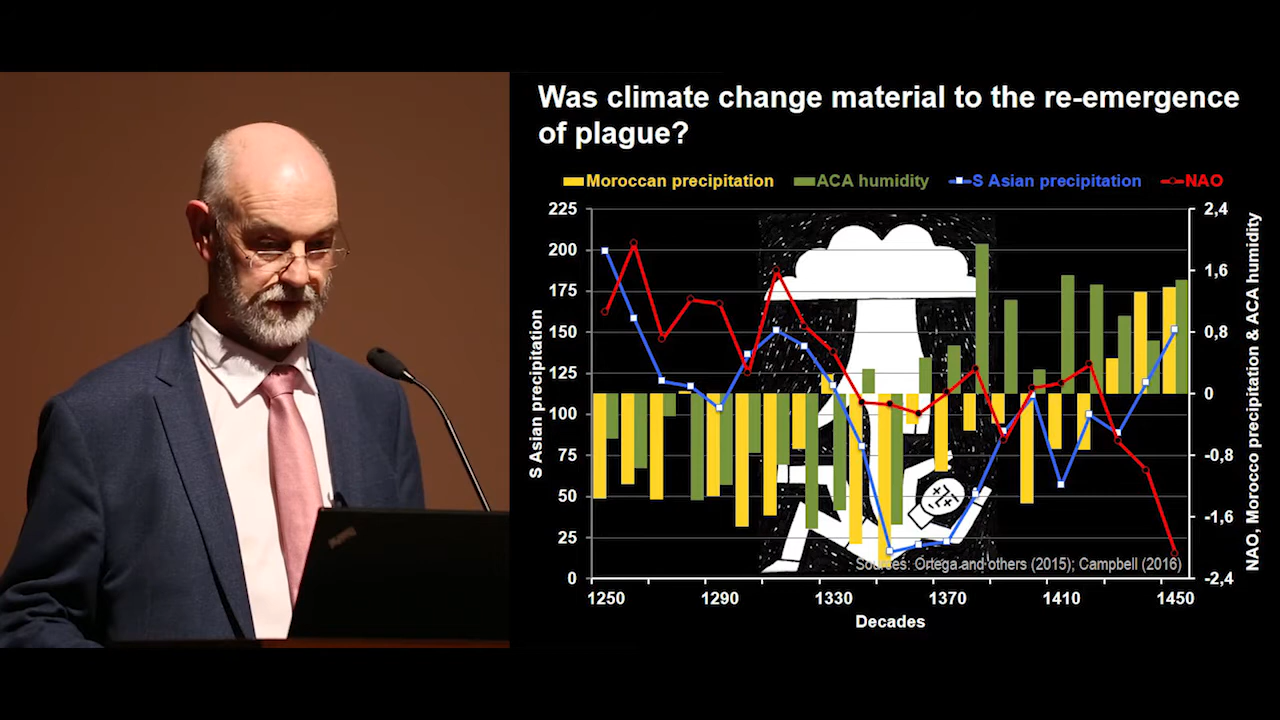 Was climate change material to the re-emergence
of plague?
Moroccan precipitation ACA humidity S Asian precipitation NAO
225
200
175
150
125
100
75
50
25
0
S Asian precipitation
2,4
1,6
0,8
0
-0,8
-1,6
-2,4
NAO, Morocco precipitation & ACA humidity
Sources: Ortega and others (2015); Campbell (2016)
1250 1290 1330 1370 1410 1450
Decades